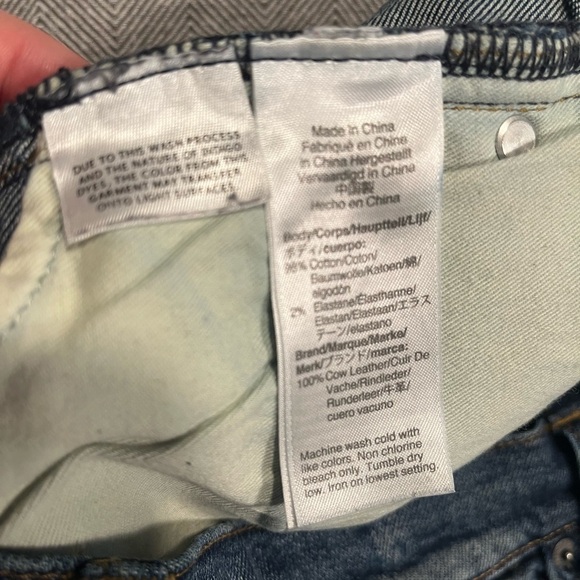 DUE TO THIS WASH PROCESS
AND THE NATURE OF INDIGO
DYES, THE COLOR FROM THIS
GARMENT MAY TRANSFER
ONTO LIGHT SURFACES.
Made in China
Fabriqué en Chine
In China Hergestellt
Vervaardigd in China
中国製
Hecho en China
Body/Corps/Hauptteil/Lijf/
ボディ/cuerpo:
98% Cotton/Coton/
Baumwolle/Katoen/綿/
algodón
2% Elastane/Élasthanne/
Elastan/Elastaan/エラス
テーン/elastano
Brand/Marque/Marke/
Merk/ブランド/marca:
100% Cow Leather/Cuir De
Vache/Rindleder/
Runderleer/牛革/
cuero vacuno
Machine wash cold with
like colors. Non chlorine
bleach only. Tumble dry
low. Iron on lowest setting.